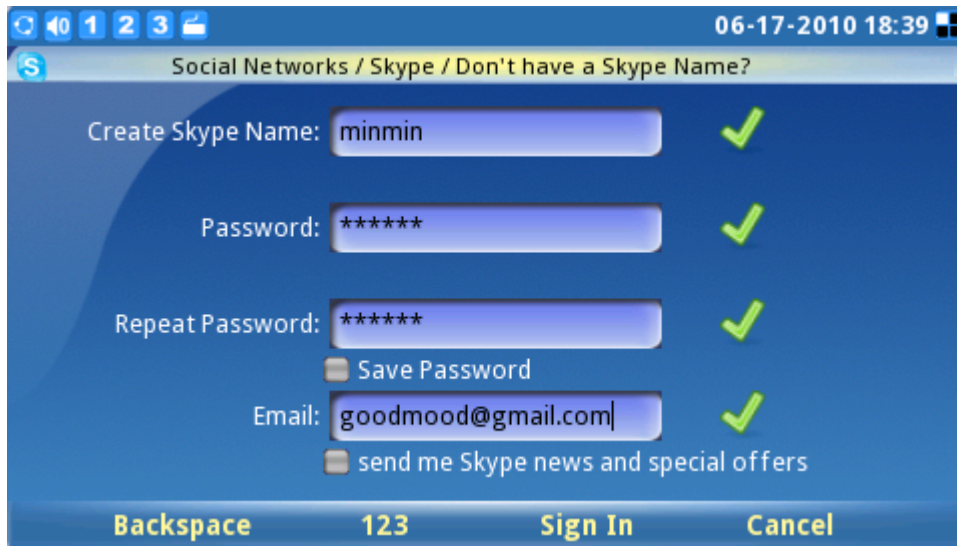 1 2 3 06-17-2010 18:39
S Social Networks / Skype / Don't have a Skype Name?
Create Skype Name: minmin
Password: ******
Repeat Password: ******
Save Password
Email: goodmood@gmail.com
send me Skype news and special offers
Backspace 123 Sign In Cancel